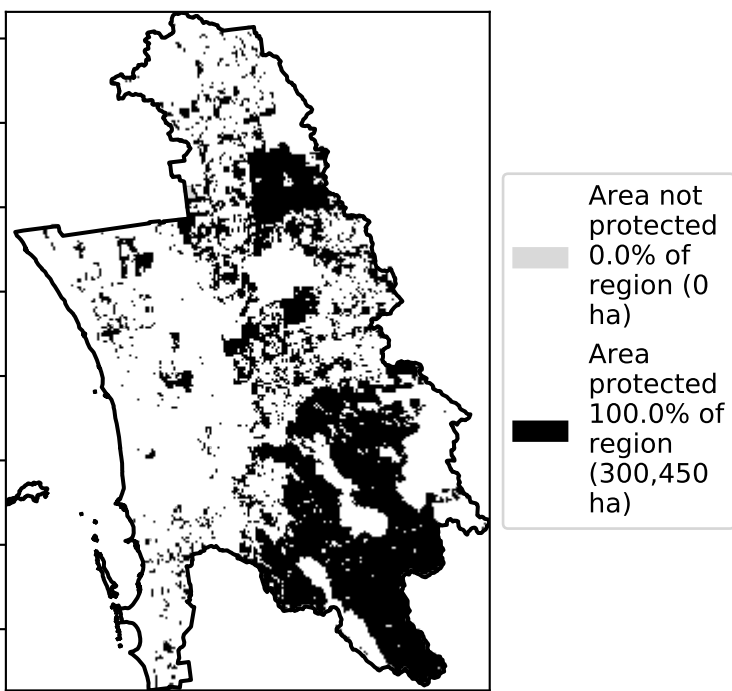 Area not
protected
0.0% of
region (0
ha)
Area
protected
100.0% of
region
(300,450
ha)